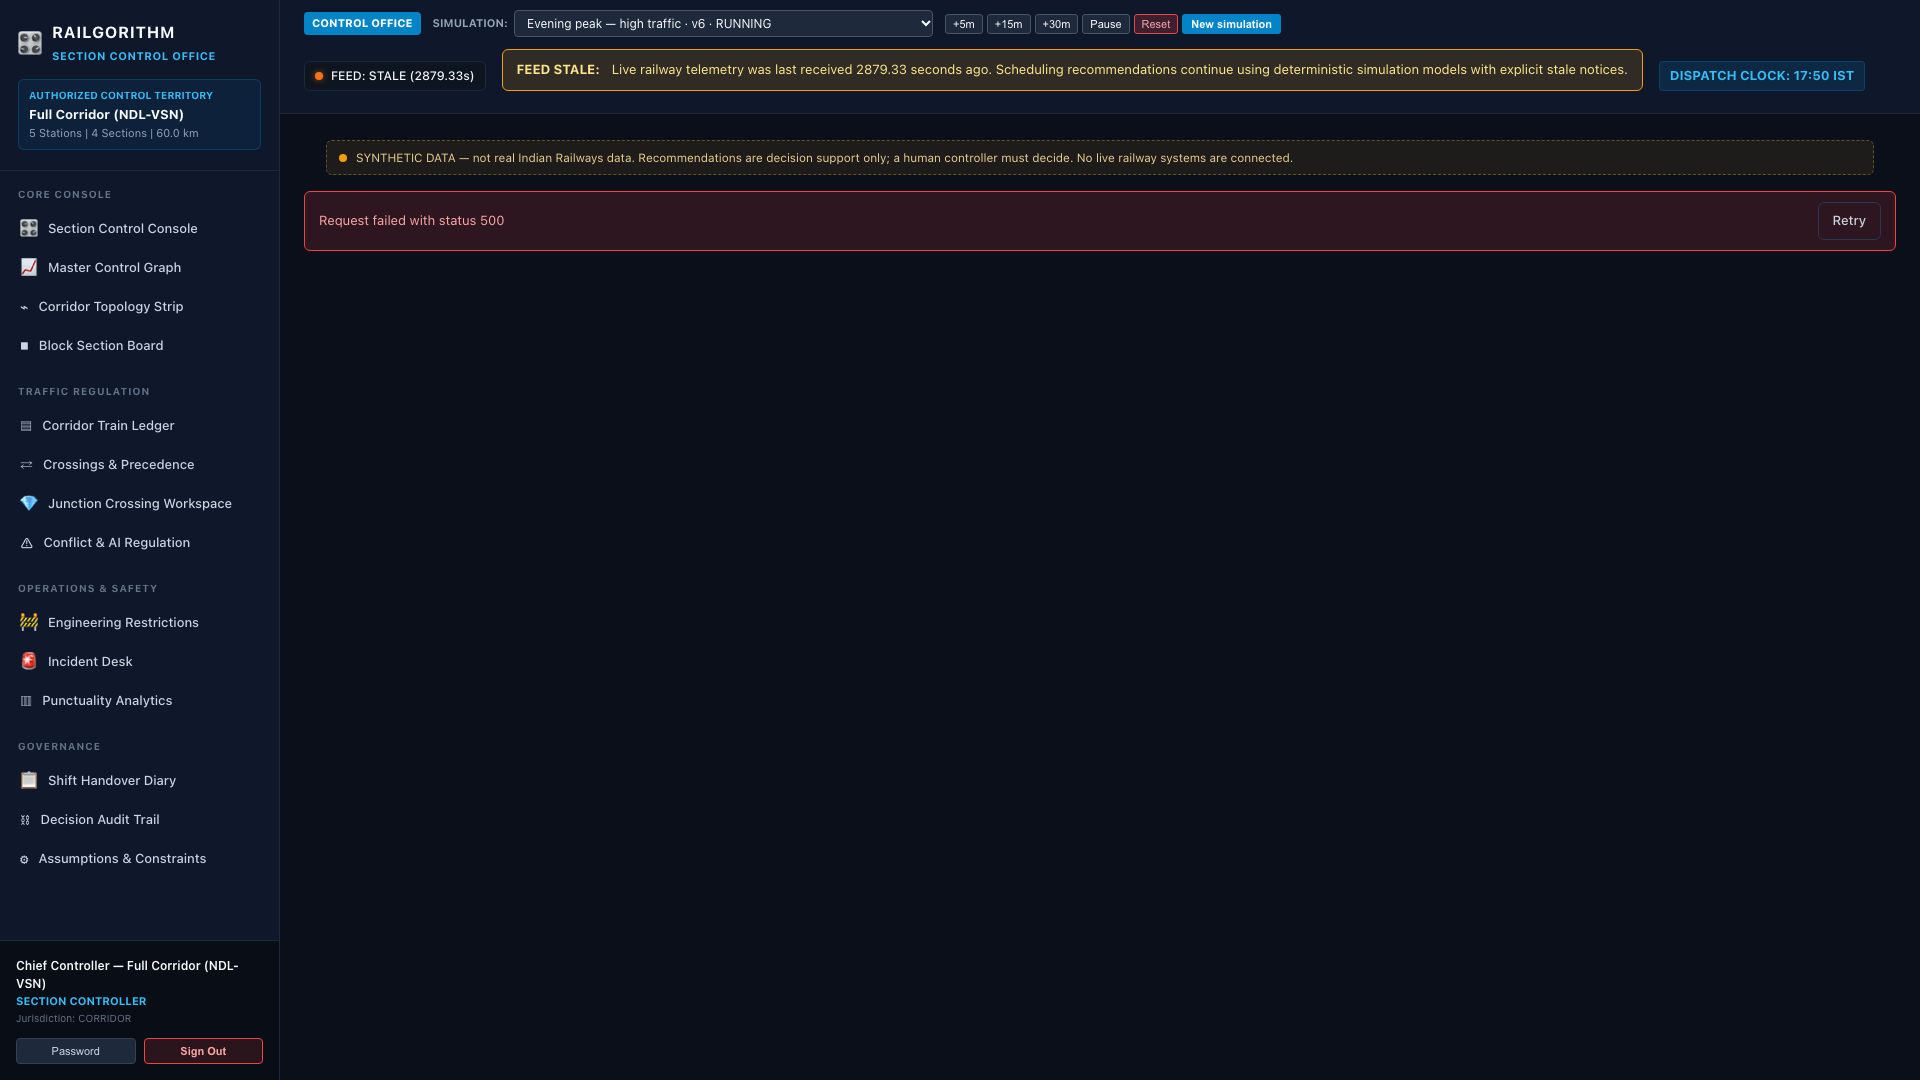 RAILGORITHM
SECTION CONTROL OFFICE
AUTHORIZED CONTROL TERRITORY
Full Corridor (NDL-VSN)
5 Stations | 4 Sections | 60.0 km
CORE CONSOLE
Section Control Console
Master Control Graph
Corridor Topology Strip
Block Section Board
TRAFFIC REGULATION
Corridor Train Ledger
Crossings & Precedence
Junction Crossing Workspace
Conflict & AI Regulation
OPERATIONS & SAFETY
Engineering Restrictions
Incident Desk
Punctuality Analytics
GOVERNANCE
Shift Handover Diary
Decision Audit Trail
Assumptions & Constraints
Chief Controller — Full Corridor (NDL-
VSN)
SECTION CONTROLLER
Jurisdiction: CORRIDOR
Password Sign Out
CONTROL OFFICE SIMULATION: Evening peak — high traffic · v6 · RUNNING +5m +15m +30m Pause Reset New simulation
FEED: STALE (2879.33s) FEED STALE: Live railway telemetry was last received 2879.33 seconds ago. Scheduling recommendations continue using deterministic simulation models with explicit stale notices. DISPATCH CLOCK: 17:50 IST
SYNTHETIC DATA — not real Indian Railways data. Recommendations are decision support only; a human controller must decide. No live railway systems are connected.
Request failed with status 500 Retry